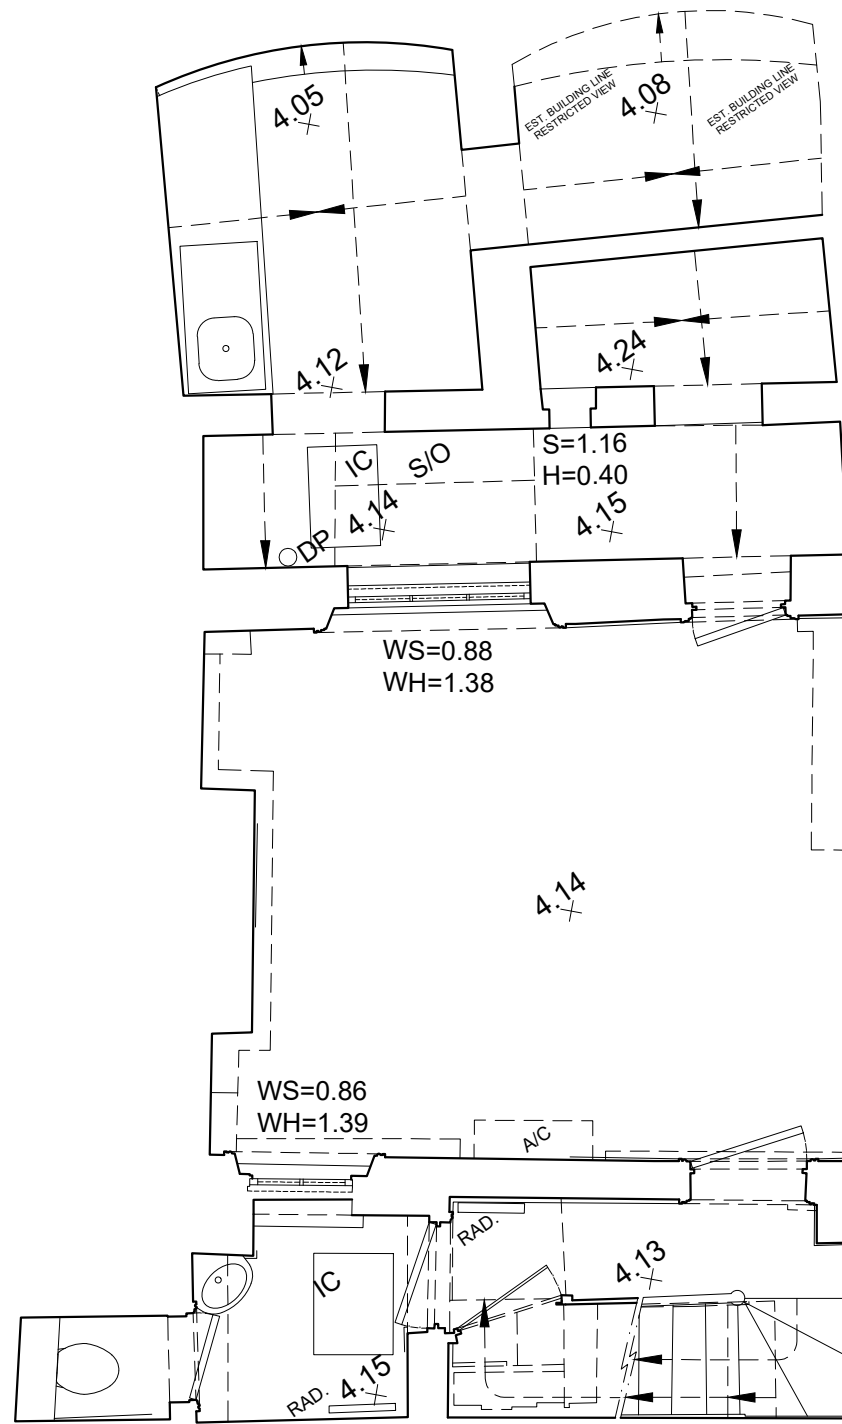 4.05
EST. BUILDING LINE
RESTRICTED VIEW
4.08
EST. BUILDING LINE
RESTRICTED VIEW
4.12
4.24
IC
S/O
S=1.16
H=0.40
4.14
4.15
DP
WS=0.88
WH=1.38
4.14
WS=0.86
WH=1.39
A/C
RAD.
IC
4.13
RAD.
4.15